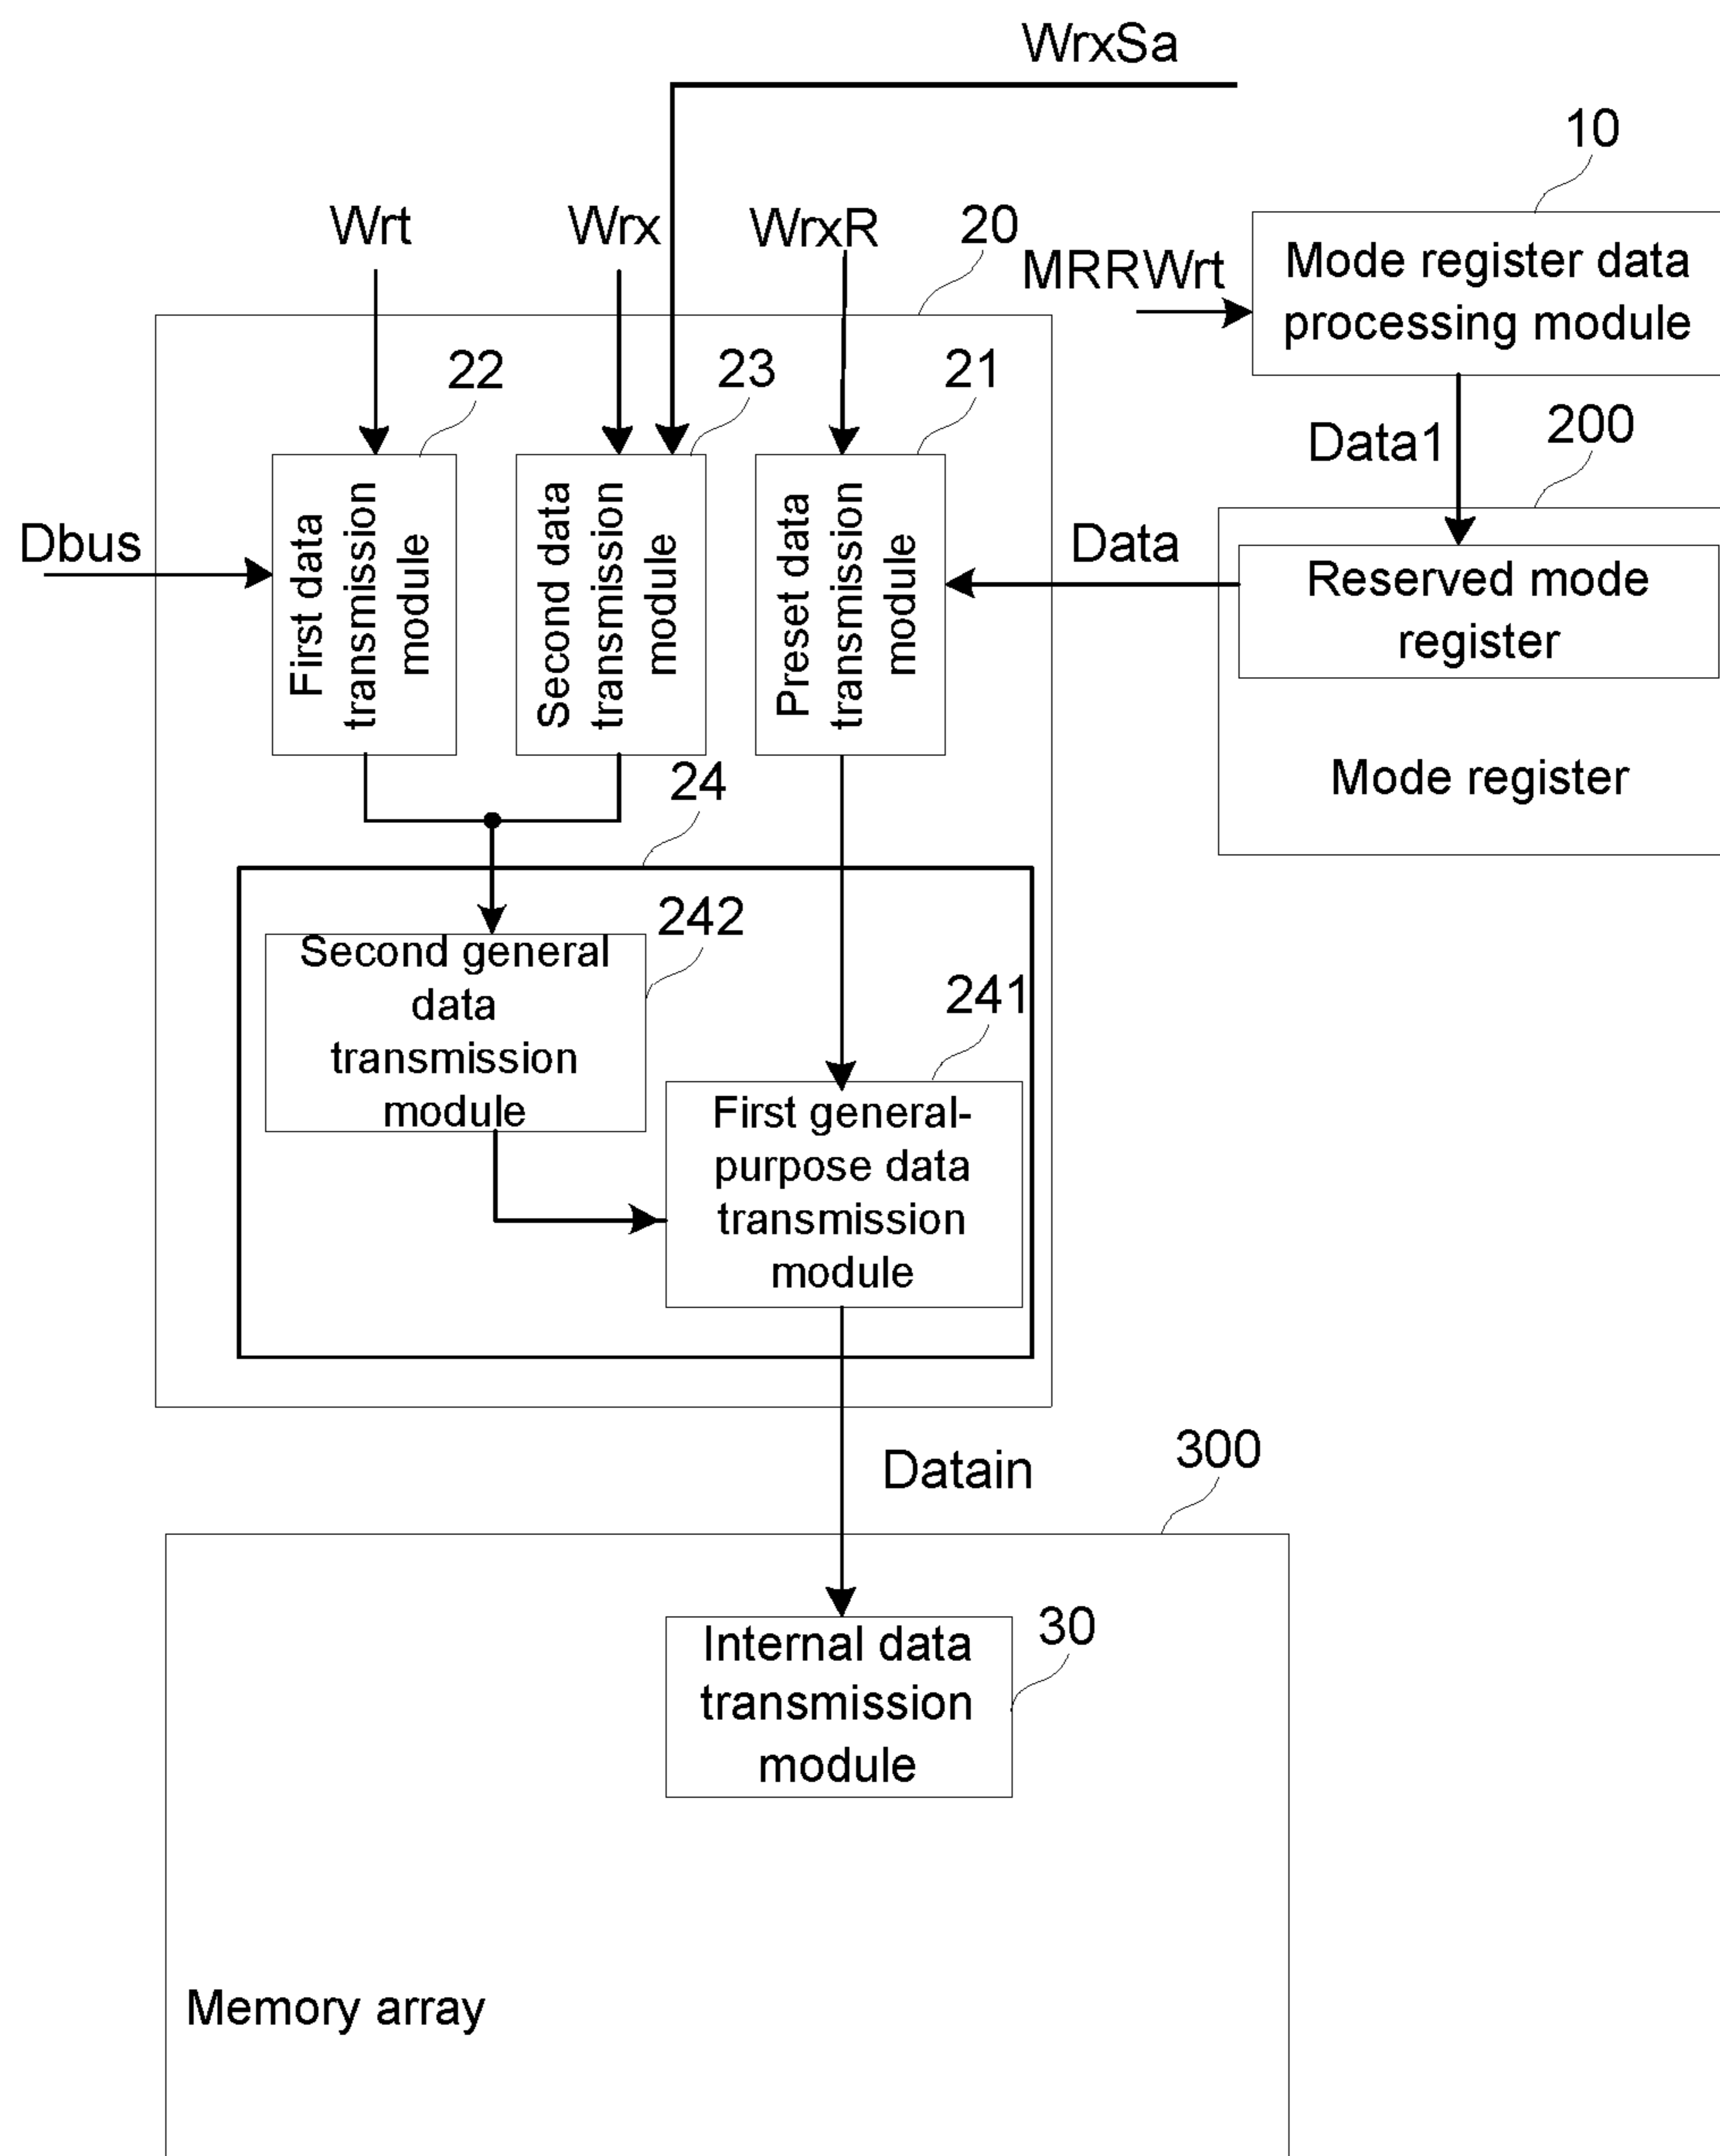 WrxSa
10
Wrt
Wrx
WrxR
20
MRRWrt
Mode register data
processing module
22
23
21
Data1
200
Dbus
First data
transmission
module
Second data
transmission
module
Preset data
transmission
module
Data
Reserved mode
register
Mode register
24
242
Second general
data
transmission
module
241
First general-
purpose data
transmission
module
Datain
300
Internal data
transmission
module
30
Memory array